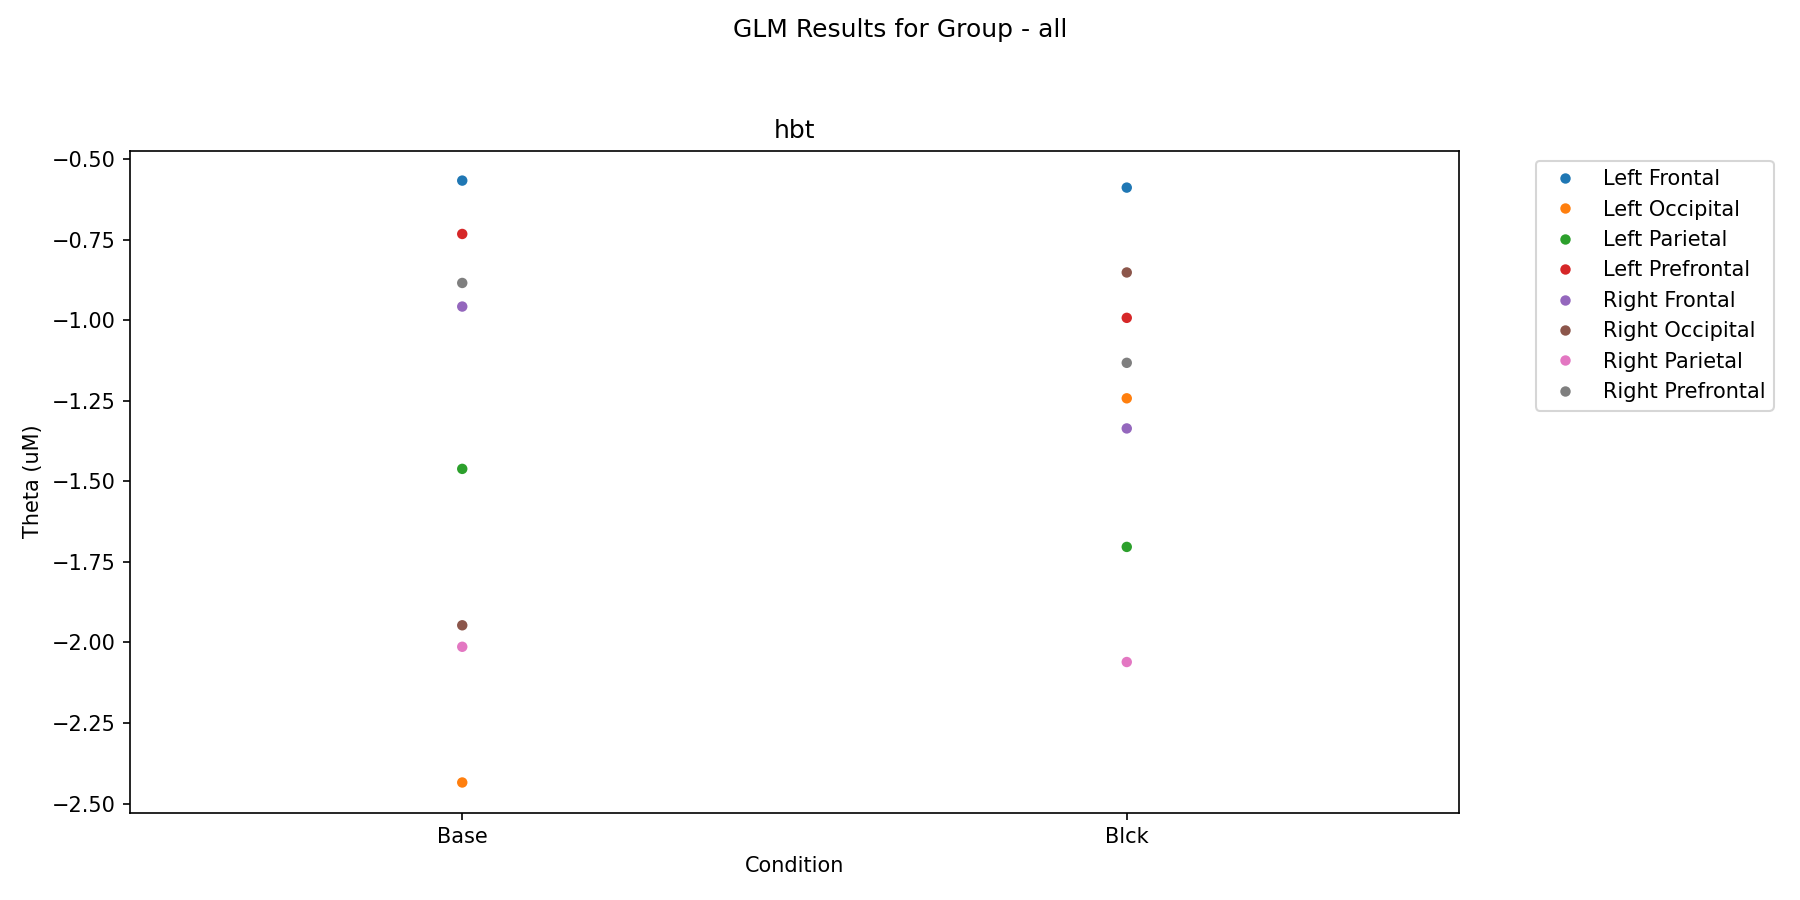 GLM Results for Group - all
hbt
−0.50
−0.75
−1.00
−1.25
−1.50
−1.75
−2.00
−2.25
−2.50
Theta (uM)
Base
Blck
Condition
Left Frontal
Left Occipital
Left Parietal
Left Prefrontal
Right Frontal
Right Occipital
Right Parietal
Right Prefrontal